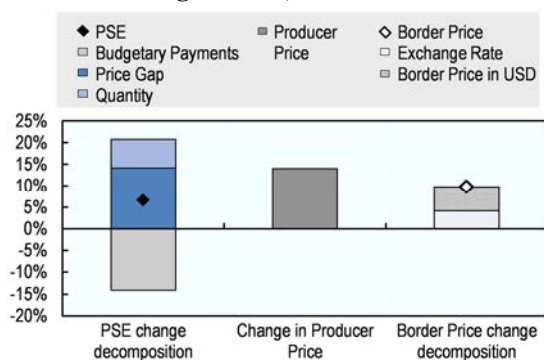 PSE
Budgetary Payments
Price Gap
Quantity
Producer
Price
Border Price
Exchange Rate
Border Price in USD
25%
20%
15%
10%
5%
0%
-5%
-10%
-15%
-20%
PSE change
decomposition
Change in Producer
Price
Border Price change
decomposition